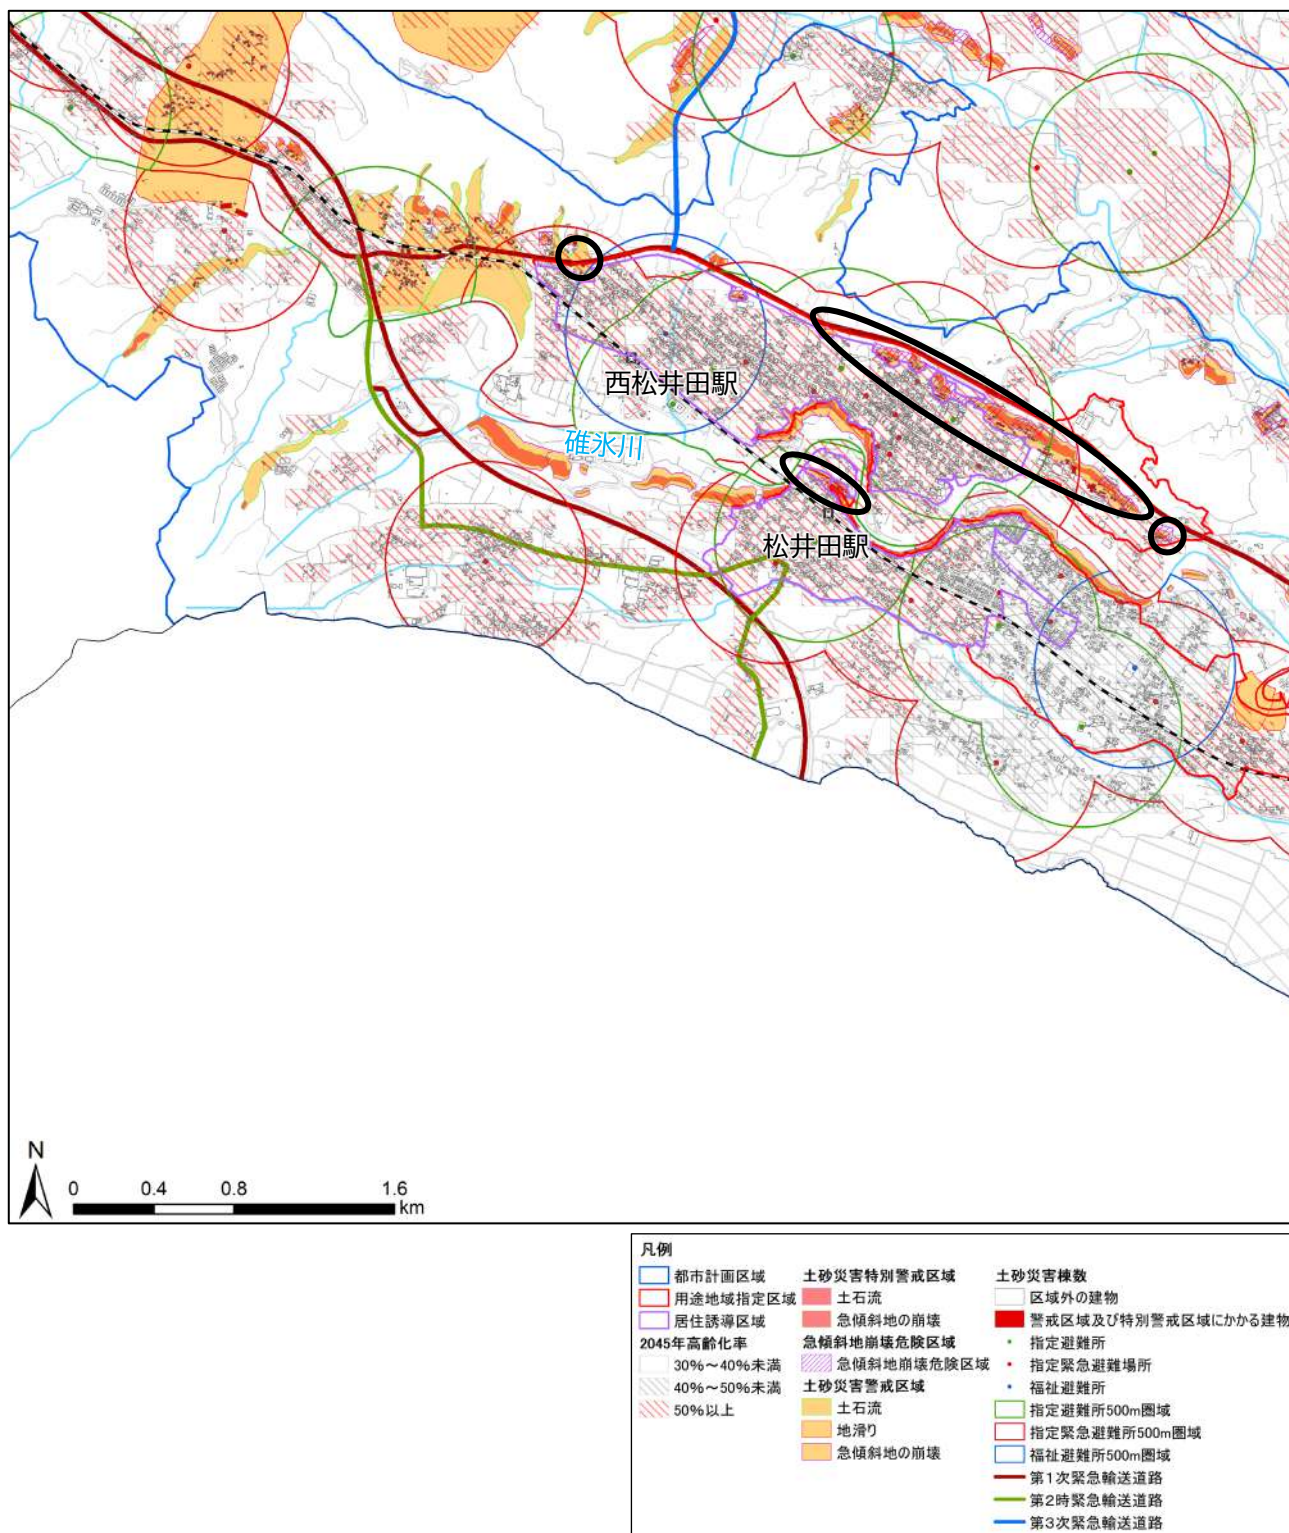 西松井田駅
碓氷川
松井田駅
N
0 0.4 0.8 1.6
km
凡例
都市計画区域
用途地域指定区域
居住誘導区域
2045年高齢化率
30%～40%未満
40%～50%未満
50%以上
土砂災害特別警戒区域
土石流
急傾斜地の崩壊
急傾斜地崩壊危険区域
急傾斜地崩壊危険区域
土砂災害警戒区域
土石流
地滑り
急傾斜地の崩壊
土砂災害棟数
区域外の建物
警戒区域及び特別警戒区域にかかる建物
指定避難所
指定緊急避難場所
福祉避難所
指定避難所500m圏域
指定緊急避難所500m圏域
福祉避難所500m圏域
第1次緊急輸送道路
第2時緊急輸送道路
第3次緊急輸送道路